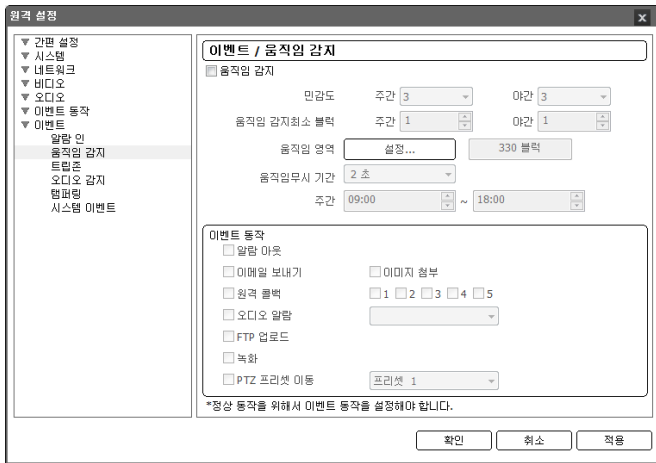 원격 설정
간편 설정
시스템
네트워크
비디오
오디오
이벤트 동작
이벤트
알람 인
움직임 감지
트립존
오디오 감지
탬퍼링
시스템 이벤트
이벤트 / 움직임 감지
움직임 감지
민감도 주간 3 야간 3
움직임 감지최소 블럭 주간 1 야간 1
움직임 영역 설정... 330 블럭
움직임무시 기간 2 초
주간 09:00 ~ 18:00
이벤트 동작
알람 아웃
이메일 보내기 이미지 첨부
원격 콜백 1 2 3 4 5
오디오 알람
FTP 업로드
녹화
PTZ 프리셋 이동 프리셋 1
*정상 동작을 위해서 이벤트 동작을 설정해야 합니다.
확인 취소 적용